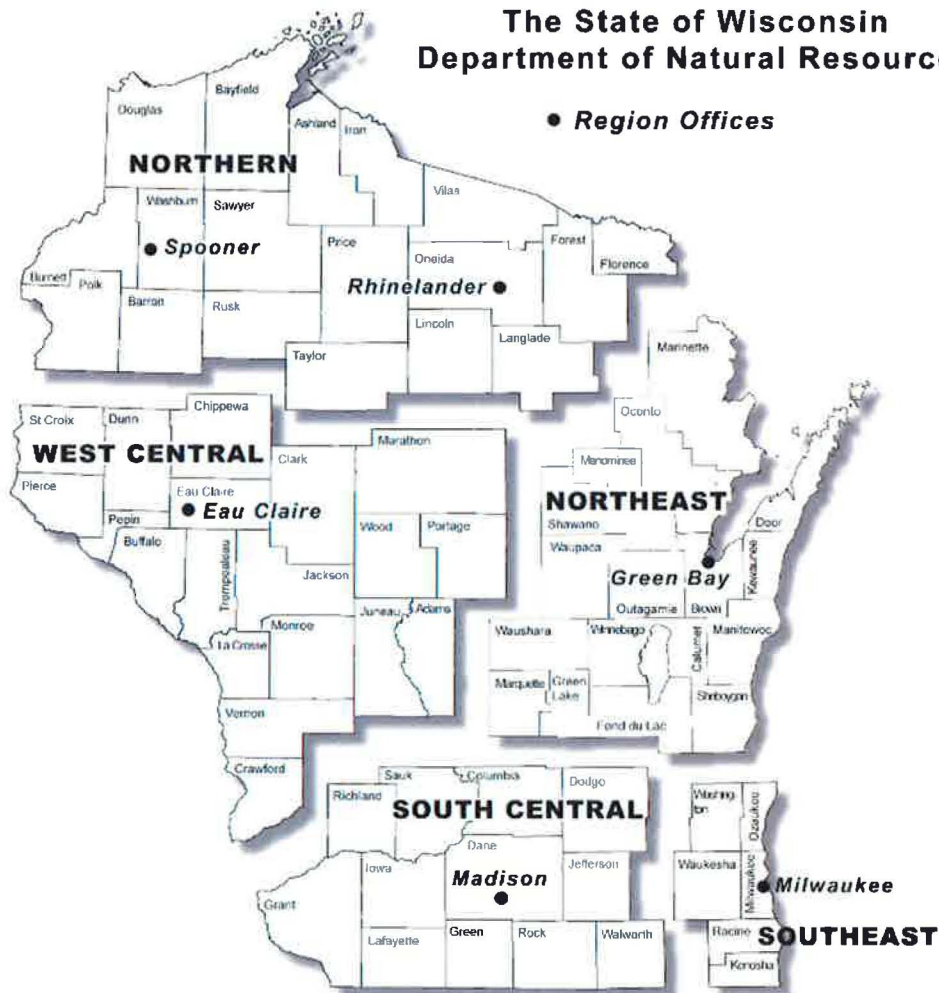 The State of Wisconsin
Department of Natural Resourc
Region Offices
Bayfield
Douglas
Ashland
Iron
NORTHERN
Vilas
Washburn
Sawyer
Spooner
Price
Oneida
Forest
Florence
Burnett
Polk
Rhinelander
Barron
Rusk
Lincoln
Langlade
Taylor
Marinette
Chippewa
St Croix
Dunn
Oconto
Marathon
WEST CENTRAL
Clark
Menominee
Pierce
Eau Claire
Eau Claire
NORTHEAST
Pepin
Buffalo
Wood
Portage
Shawano
Waupaca
Door
Kewaunee
Trempealeau
Jackson
Green Bay
Outagamie
Brown
Juneau
Adams
Monroe
La Crosse
Waushara
Winnebago
Calumet
Manitowoc
Marquette
Green
Lake
Sheboygan
Vernon
Fond du Lac
Crawford
Sauk
Columbia
Dodge
Richland
SOUTH CENTRAL
Washing-
ton
Ozaukee
Dane
Iowa
Jefferson
Waukesha
Milwaukee
Madison
Milwaukee
Grant
Lafayette
Green
Rock
Walworth
Racine
SOUTHEAST
Kenosha